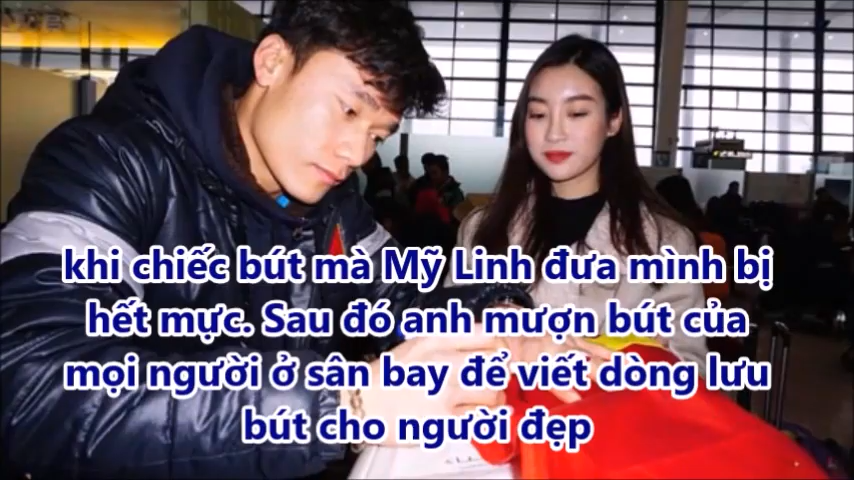 khi chiếc bút mà Mỹ Linh đưa mình bị
hết mực. Sau đó anh mượn bút của
mọi người ở sân bay để viết dòng lưu
bút cho người đẹp